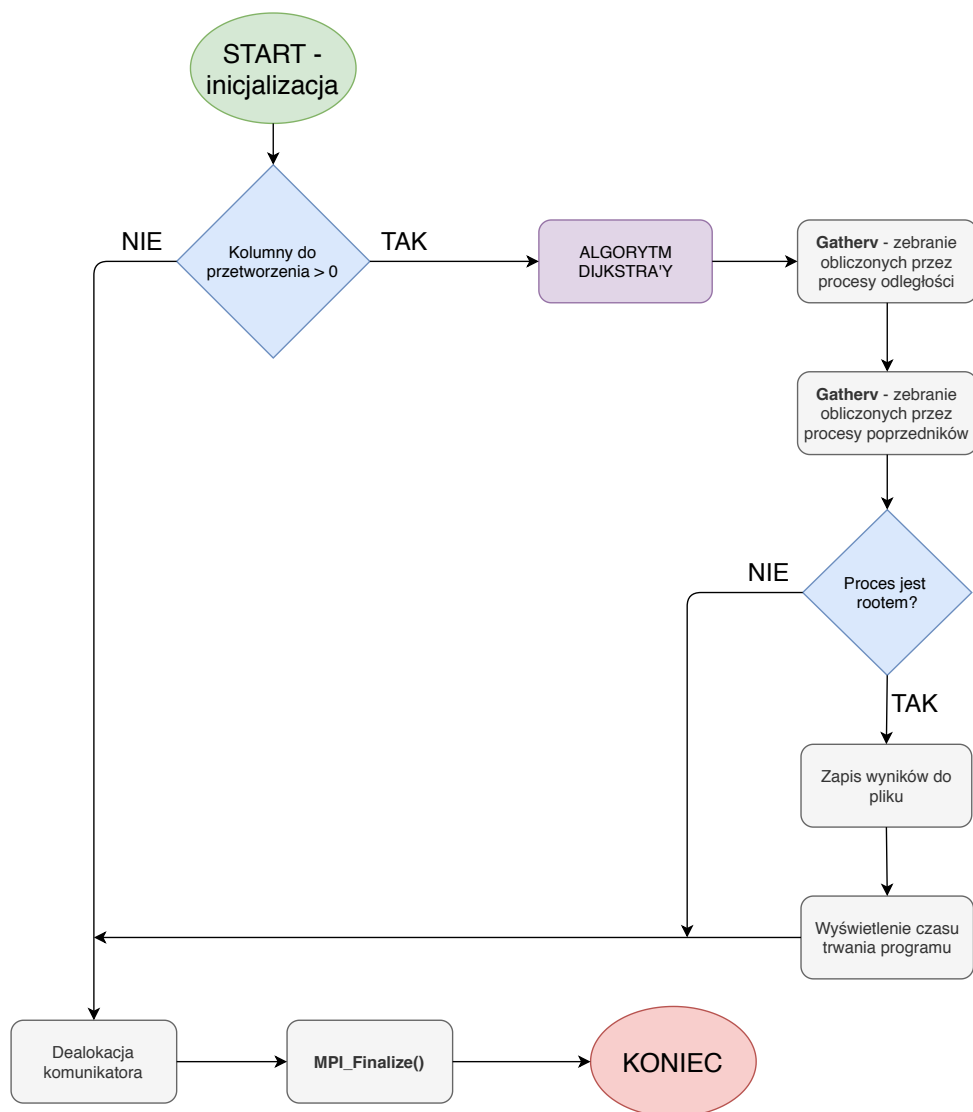 START -
inicjalizacja
NIE
Kolumny do
przetworzenia > 0
TAK
ALGORYTM
DIJKSTRA'Y
Gatherv - zebranie
obliczonych przez
procesy odległości
Gatherv - zebranie
obliczonych przez
procesy poprzedników
NIE
Proces jest
rootem?
TAK
Zapis wyników do
pliku
Wyświetlenie czasu
trwania programu
Dealokacja
komunikatora
MPI_Finalize()
KONIEC